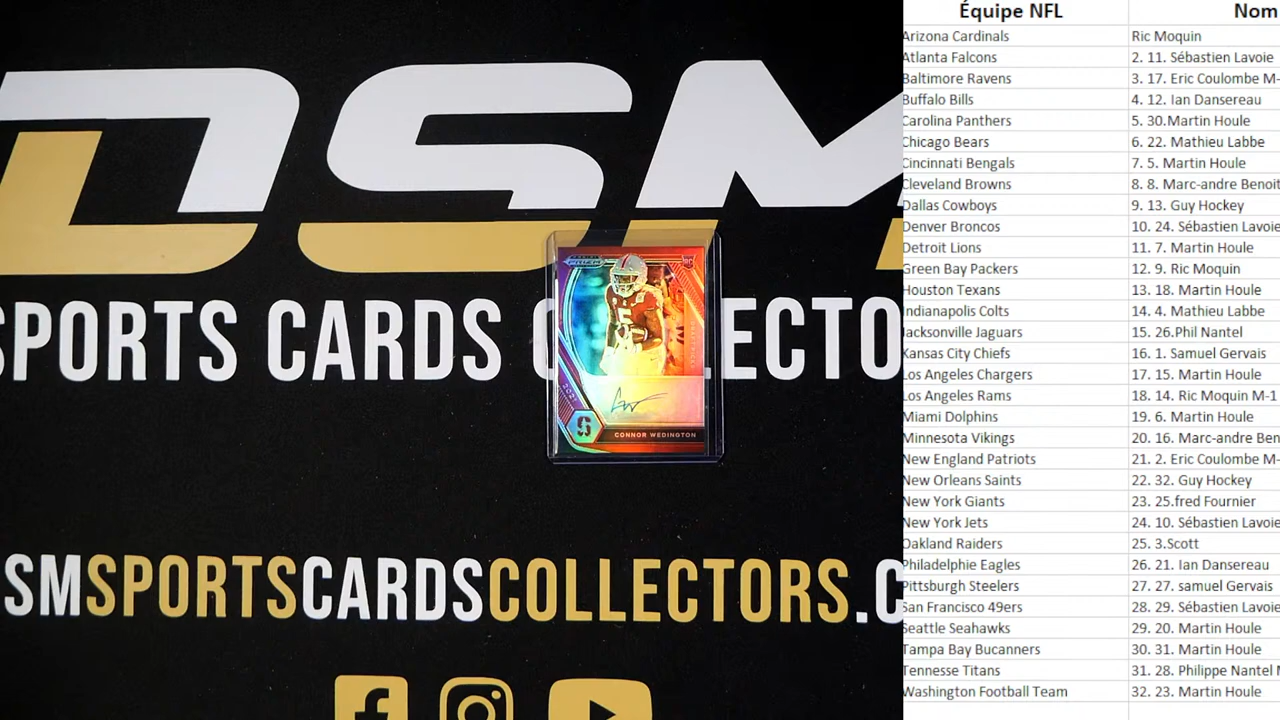 DSM
SPORTS CARDS C LECTO
PRIZM
RC
CONNOR WEDINGTON
SMSPORTSCARDSCOLLECTORS.C
Équipe NFL Nom
Arizona Cardinals Ric Moquin
Atlanta Falcons 2. 11. Sébastien Lavoie
Baltimore Ravens 3. 17. Eric Coulombe M-
Buffalo Bills 4. 12. Ian Dansereau
Carolina Panthers 5. 30.Martin Houle
Chicago Bears 6. 22. Mathieu Labbe
Cincinnati Bengals 7. 5. Martin Houle
Cleveland Browns 8. 8. Marc-andre Benoit
Dallas Cowboys 9. 13. Guy Hockey
Denver Broncos 10. 24. Sébastien Lavoie
Detroit Lions 11. 7. Martin Houle
Green Bay Packers 12. 9. Ric Moquin
Houston Texans 13. 18. Martin Houle
Indianapolis Colts 14. 4. Mathieu Labbe
Jacksonville Jaguars 15. 26.Phil Nantel
Kansas City Chiefs 16. 1. Samuel Gervais
Los Angeles Chargers 17. 15. Martin Houle
Los Angeles Rams 18. 14. Ric Moquin M-1
Miami Dolphins 19. 6. Martin Houle
Minnesota Vikings 20. 16. Marc-andre Ben
New England Patriots 21. 2. Eric Coulombe M-
New Orleans Saints 22. 32. Guy Hockey
New York Giants 23. 25.fred Fournier
New York Jets 24. 10. Sébastien Lavoie
Oakland Raiders 25. 3.Scott
Philadelphie Eagles 26. 21. Ian Dansereau
Pittsburgh Steelers 27. 27. samuel Gervais
San Francisco 49ers 28. 29. Sébastien Lavoie
Seattle Seahawks 29. 20. Martin Houle
Tampa Bay Bucanners 30. 31. Martin Houle
Tennesse Titans 31. 28. Philippe Nantel M
Washington Football Team 32. 23. Martin Houle